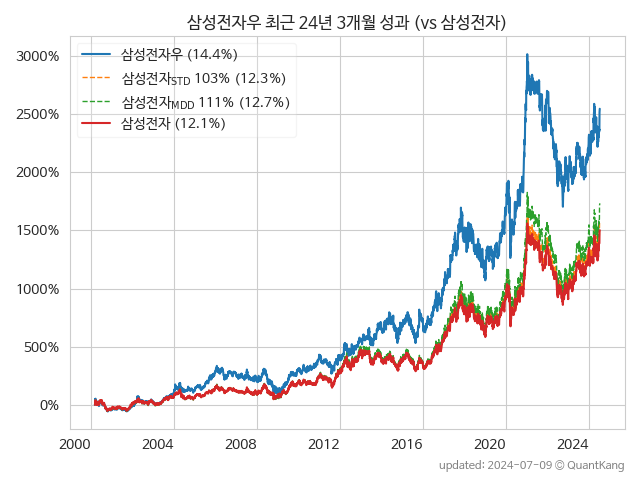 삼성전자우 최근 24년 3개월 성과 (vs 삼성전자)
삼성전자우 (14.4%)
삼성전자STD 103% (12.3%)
삼성전자MDD 111% (12.7%)
삼성전자 (12.1%)
3000%
2500%
2000%
1500%
1000%
500%
0%
2000 2004 2008 2012 2016 2020 2024
updated: 2024-07-09 © QuantKang